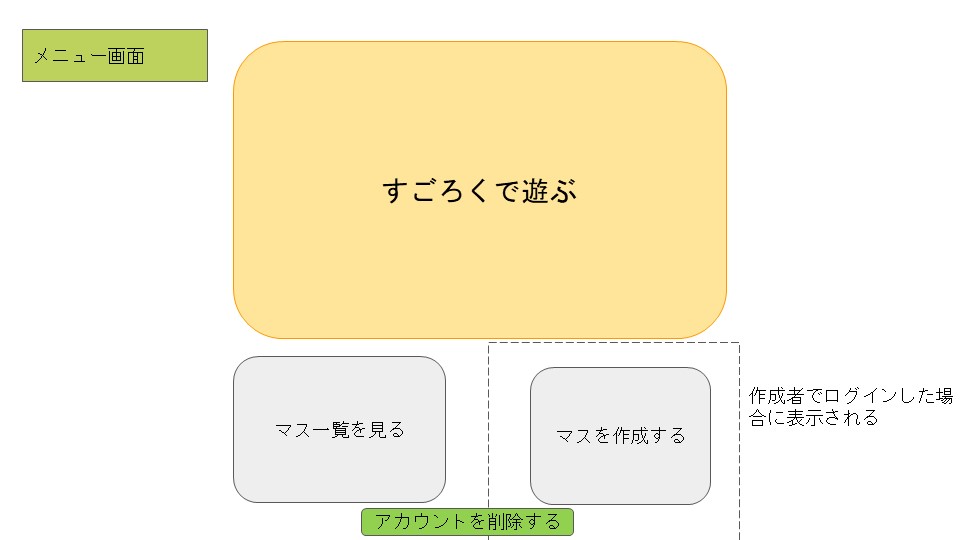 メニュー画面
すごろくで遊ぶ
マス一覧を見る
マスを作成する
作成者でログインした場
合に表示される
アカウントを削除する